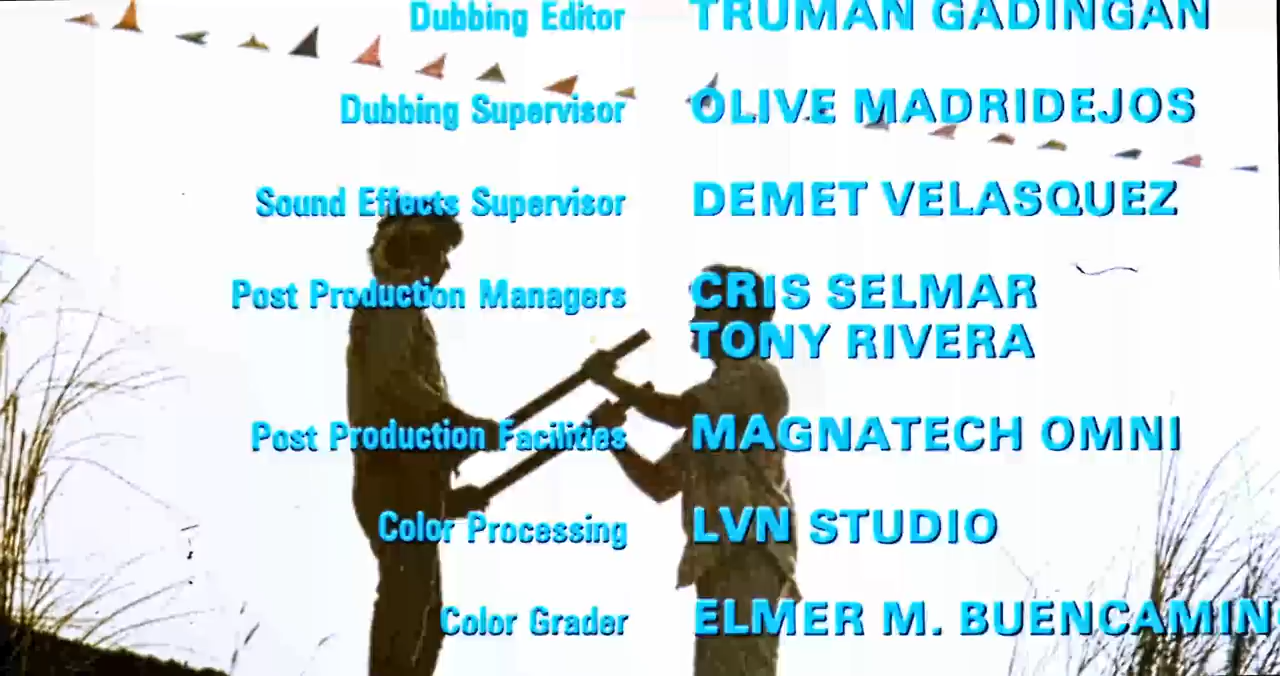 Dubbing Editor TRUMAN GADINGAN
Dubbing Supervisor OLIVE MADRIDEJOS
Sound Effects Supervisor DEMET VELASQUEZ
Post Production Managers CRIS SELMAR
TONY RIVERA
Post Production Facilities MAGNATECH OMNI
Color Processing LVN STUDIO
Color Grader ELMER M. BUENCAMIN